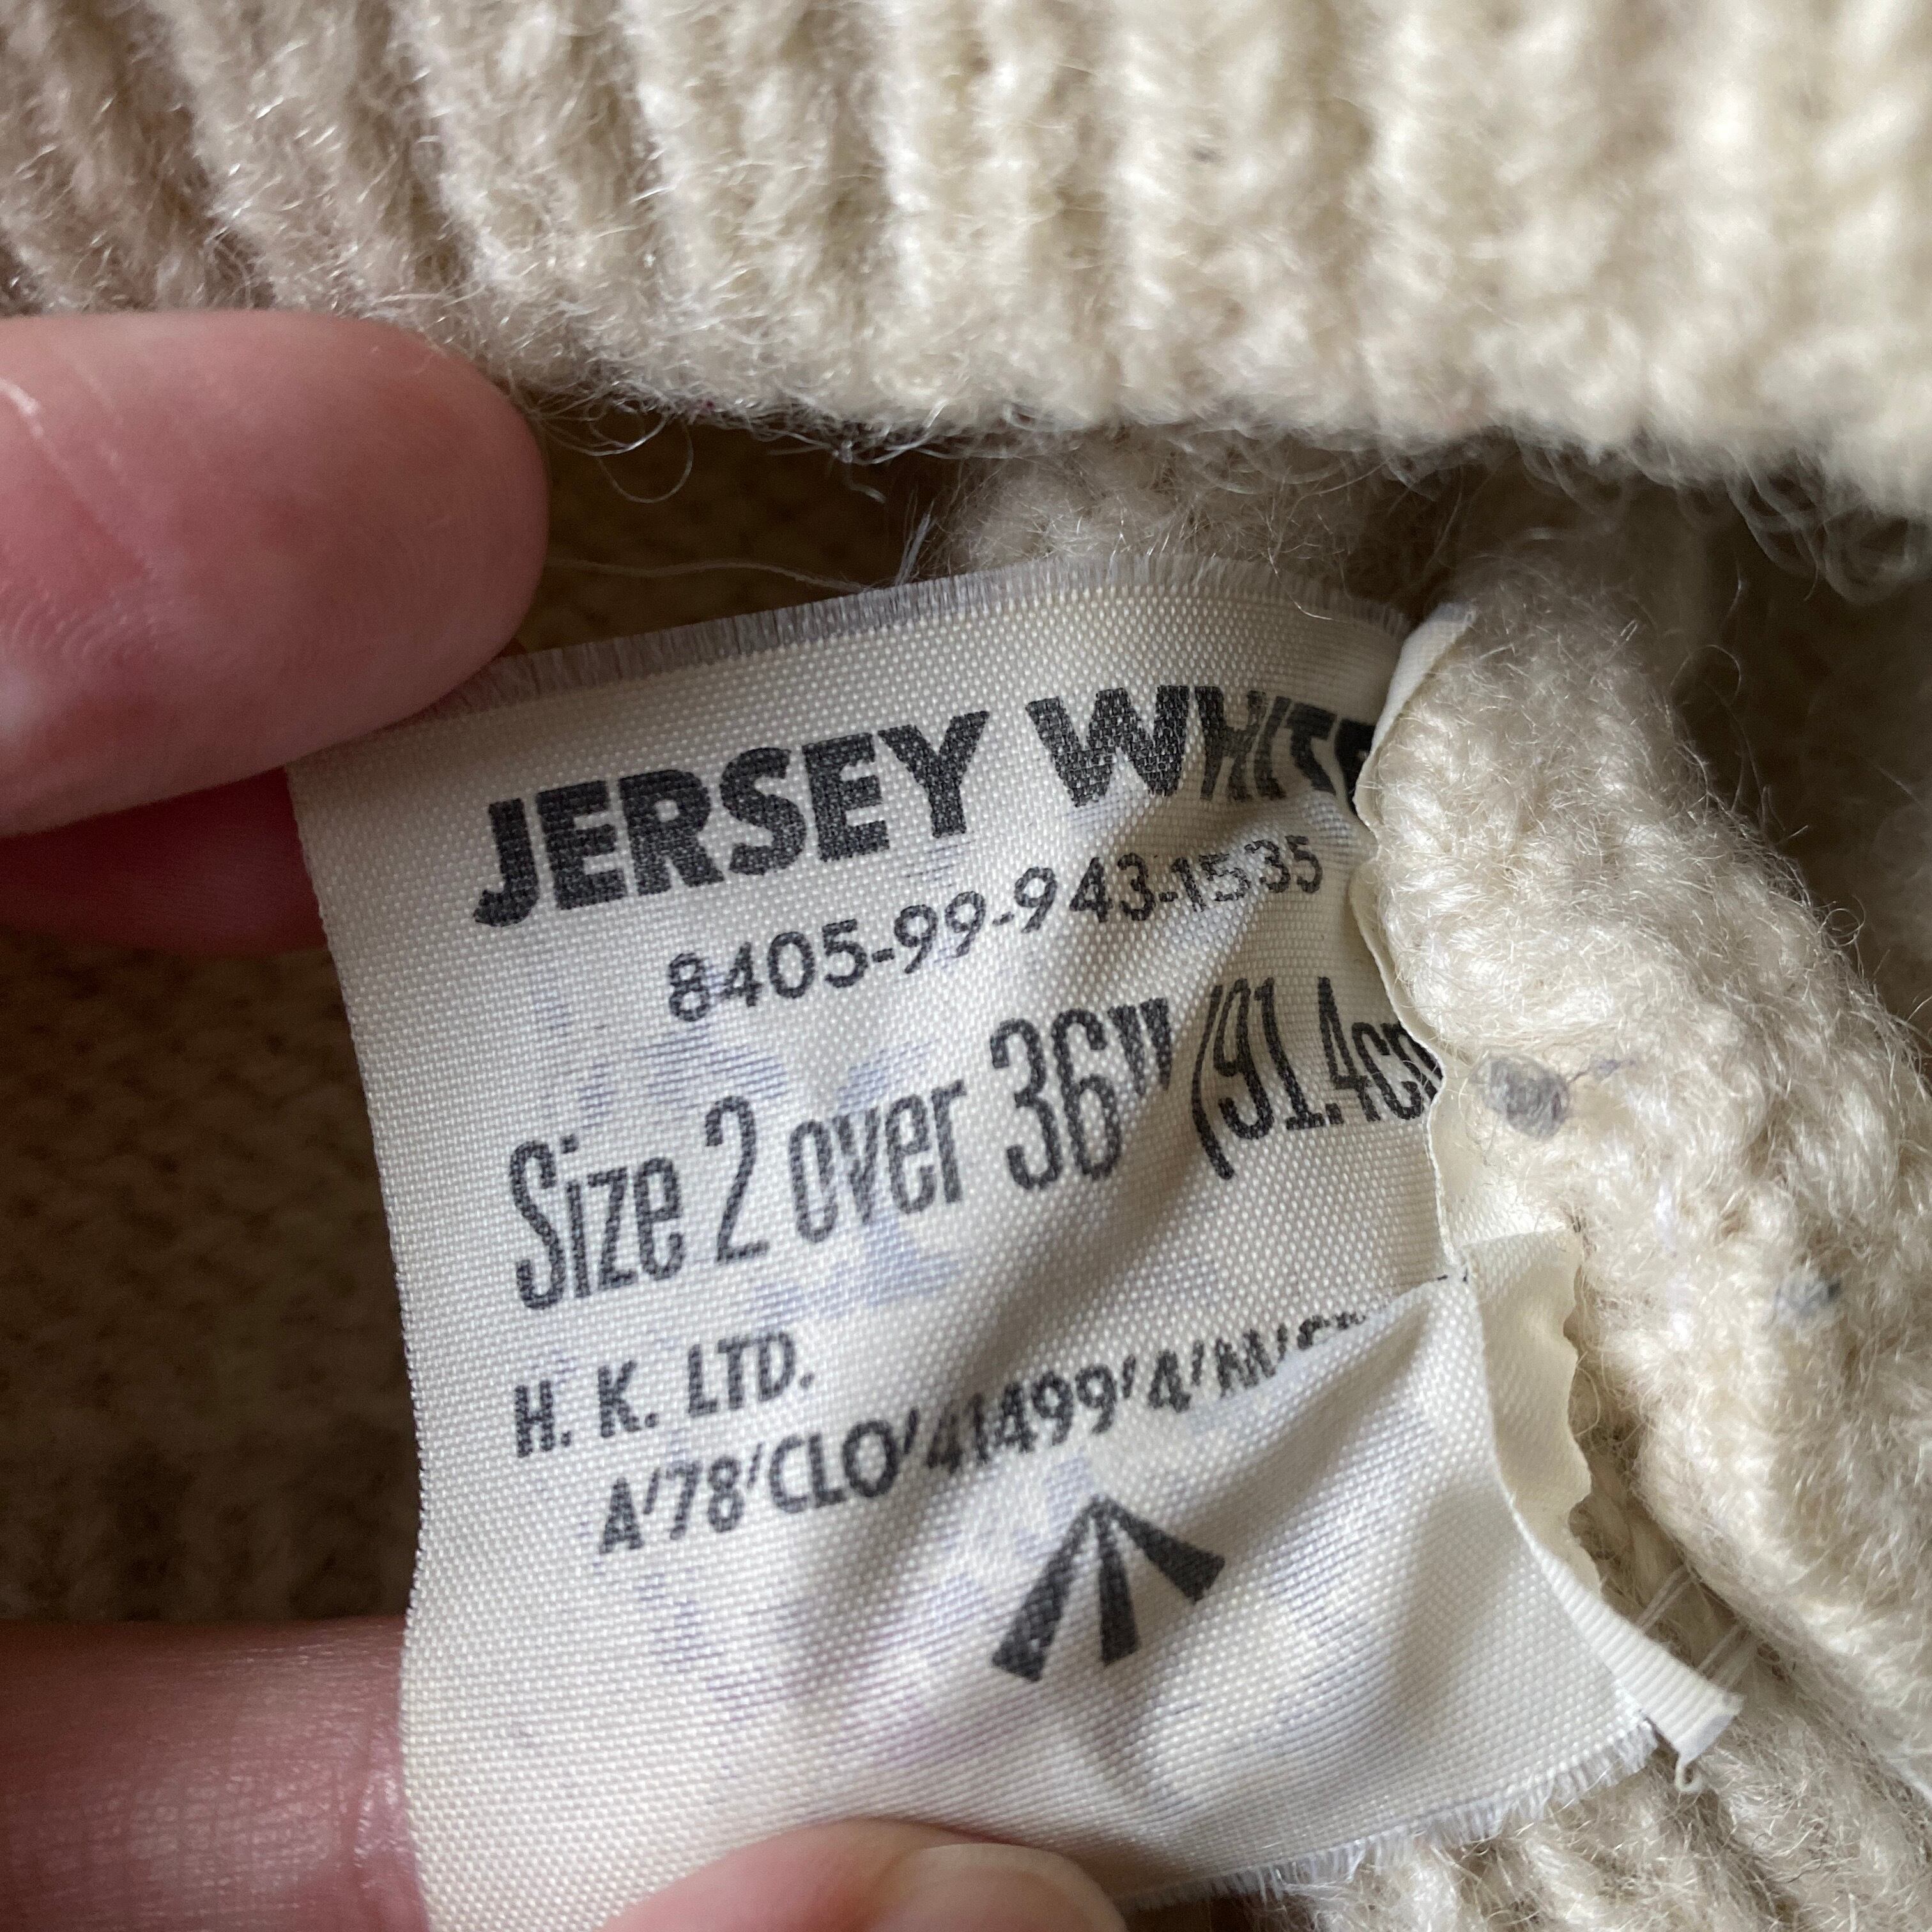 JERSEY WHITE
8405-99-943-1535
Size 2 over 36" (91.4cm
H. K. LTD.
A'78'CLO'41499'4'